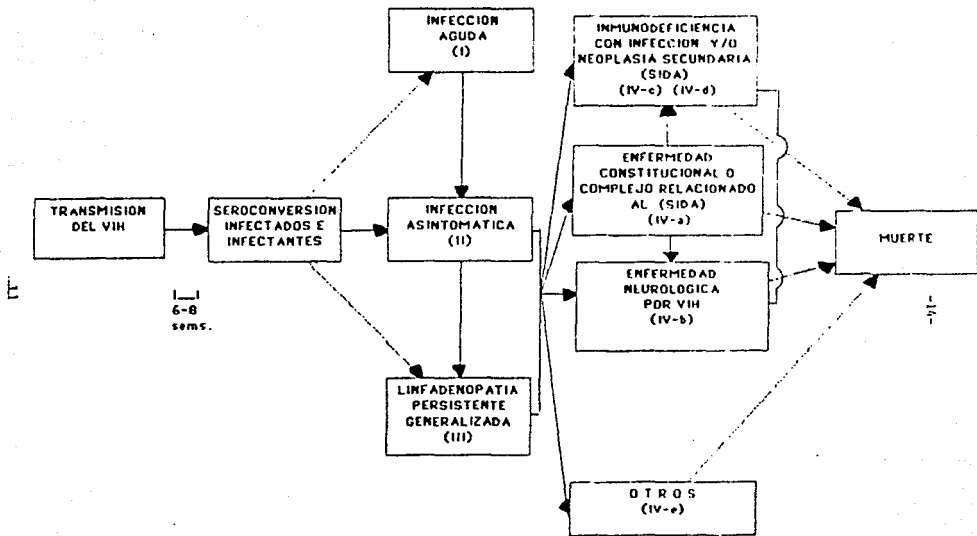 INFECCION
AGUDA
(I)
INMUNODEFICIENCIA
CON INFECCION Y/O
NEOPLASIA SECUNDARIA
(SIDA)
(IV-c) (IV-d)
TRANSMISION
DEL VIH
SEROCONVERSION
INFECTADOS E
INFECTANTES
INFECCION
ASINTOMATICA
(II)
ENFERMEDAD
CONSTITUCIONAL O
COMPLEJO RELACIONADO
AL (SIDA)
(IV-a)
MUERTE
6-8
sems.
ENFERMEDAD
NEUROLOGICA
POR VIH
(IV-b)
LINFADENOPATIA
PERSISTENTE
GENERALIZADA
(III)
OTROS
(IV-e)